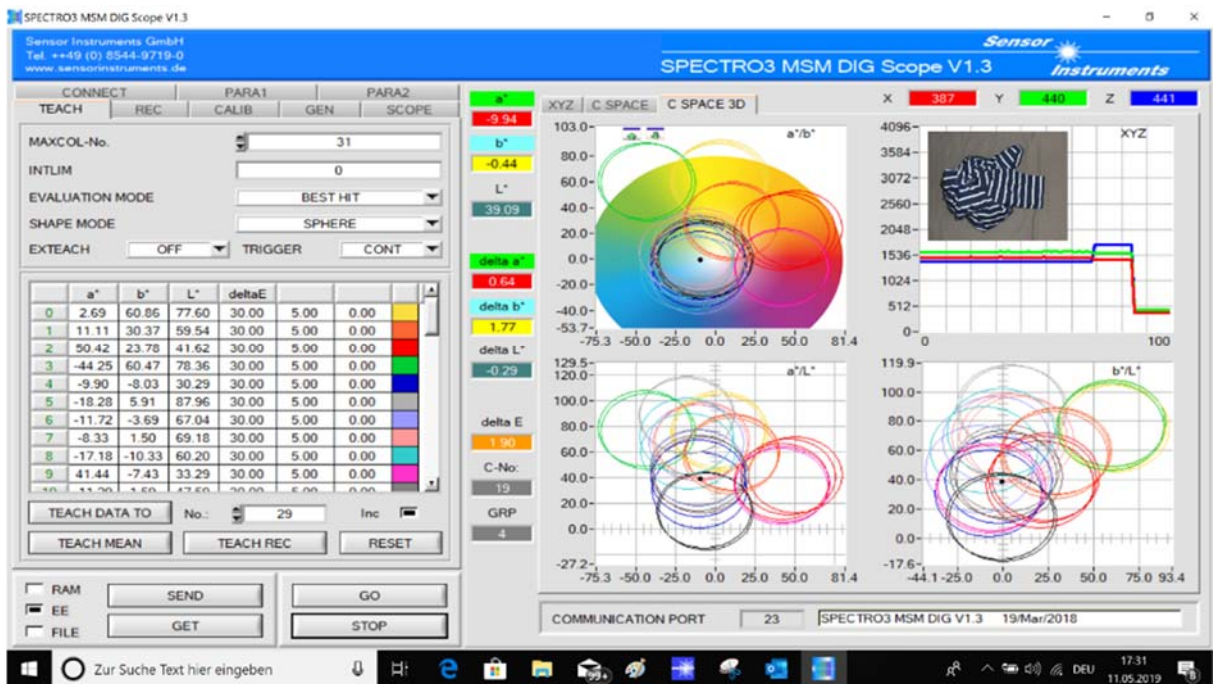 SPECTRO3 MSM DIG Scope V1.3
Sensor Instruments GmbH
Tel. ++49 (0) 8544-9719-0
www.sensorinstruments.de
Sensor Instruments
SPECTRO3 MSM DIG Scope V1.3
CONNECT PARA1 PARA2
TEACH REC CALIB GEN SCOPE
MAXCOL-No. 31
INTLIM 0
EVALUATION MODE BEST HIT
SHAPE MODE SPHERE
EXTEACH OFF TRIGGER CONT
a* b* L* deltaE
0 2.69 60.86 77.60 30.00 5.00 0.00
1 11.11 30.37 59.54 30.00 5.00 0.00
2 50.42 23.78 41.62 30.00 5.00 0.00
3 -44.25 60.47 78.36 30.00 5.00 0.00
4 -9.90 -8.03 30.29 30.00 5.00 0.00
5 -18.28 5.91 87.96 30.00 5.00 0.00
6 -11.72 -3.69 67.04 30.00 5.00 0.00
7 -8.33 1.50 69.18 30.00 5.00 0.00
8 -17.18 -10.33 60.20 30.00 5.00 0.00
9 41.44 -7.43 33.29 30.00 5.00 0.00
TEACH DATA TO No.: 29 Inc
TEACH MEAN TEACH REC RESET
RAM
EE
FILE
SEND GO
GET STOP
a*
-9.94
b*
-0.44
L*
39.09
delta a*
0.64
delta b*
1.77
delta L*
-0.29
delta E
1.90
C-No:
19
GRP
4
XYZ C SPACE C SPACE 3D
X 387 Y 440 Z 441
a*/b*
103.0
80.0
60.0
40.0
20.0
0.0
-20.0
-40.0
-53.7
-75.3 -50.0 -25.0 0.0 25.0 50.0 81.4
XYZ
4096
3584
3072
2560
2048
1536
1024
512
0
0 100
a*/L*
129.5
120.0
100.0
80.0
60.0
40.0
20.0
0.0
-27.2
-75.3 -50.0 -25.0 0.0 25.0 50.0 81.4
b*/L*
119.9
100.0
80.0
60.0
40.0
20.0
0.0
-17.6
-44.1 -25.0 0.0 25.0 50.0 75.0 93.4
COMMUNICATION PORT 23 SPECTRO3 MSM DIG V1.3 19/Mar/2018
Zur Suche Text hier eingeben
99+
DEU
17:31
11.05.2019